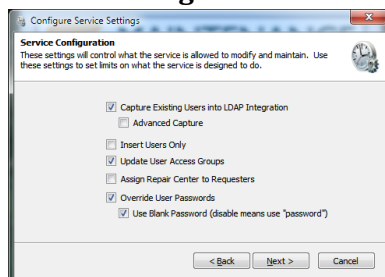 Configure Service Settings
Service Configuration
These settings will control what the service is allowed to modify and maintain. Use
these settings to set limits on what the service is designed to do.
Capture Existing Users into LDAP Integration
Advanced Capture
Insert Users Only
Update User Access Groups
Assign Repair Center to Requesters
Override User Passwords
Use Blank Password (disable means use "password")
< Back
Next >
Cancel